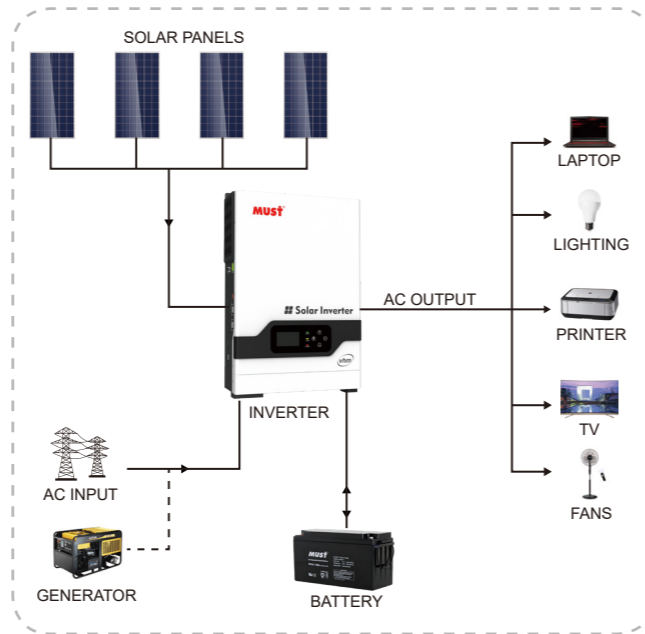 SOLAR PANELS
MUST
Solar Inverter
INVERTER
AC OUTPUT
LAPTOP
LIGHTING
PRINTER
TV
FANS
AC INPUT
GENERATOR
MUST
BATTERY